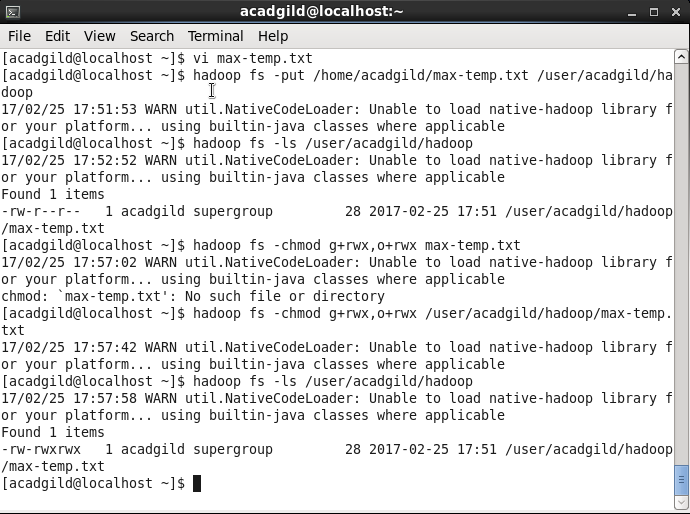 acadgild@localhost:~
File Edit View Search Terminal Help
[acadgild@localhost ~]$ vi max-temp.txt
[acadgild@localhost ~]$ hadoop fs -put /home/acadgild/max-temp.txt /user/acadgild/ha
doop
17/02/25 17:51:53 WARN util.NativeCodeLoader: Unable to load native-hadoop library f
or your platform... using builtin-java classes where applicable
[acadgild@localhost ~]$ hadoop fs -ls /user/acadgild/hadoop
17/02/25 17:52:52 WARN util.NativeCodeLoader: Unable to load native-hadoop library f
or your platform... using builtin-java classes where applicable
Found 1 items
-rw-r--r--   1 acadgild supergroup         28 2017-02-25 17:51 /user/acadgild/hadoop
/max-temp.txt
[acadgild@localhost ~]$ hadoop fs -chmod g+rwx,o+rwx max-temp.txt
17/02/25 17:57:02 WARN util.NativeCodeLoader: Unable to load native-hadoop library f
or your platform... using builtin-java classes where applicable
chmod: `max-temp.txt': No such file or directory
[acadgild@localhost ~]$ hadoop fs -chmod g+rwx,o+rwx /user/acadgild/hadoop/max-temp.
txt
17/02/25 17:57:42 WARN util.NativeCodeLoader: Unable to load native-hadoop library f
or your platform... using builtin-java classes where applicable
[acadgild@localhost ~]$ hadoop fs -ls /user/acadgild/hadoop
17/02/25 17:57:58 WARN util.NativeCodeLoader: Unable to load native-hadoop library f
or your platform... using builtin-java classes where applicable
Found 1 items
-rw-rwxrwx   1 acadgild supergroup         28 2017-02-25 17:51 /user/acadgild/hadoop
/max-temp.txt
[acadgild@localhost ~]$